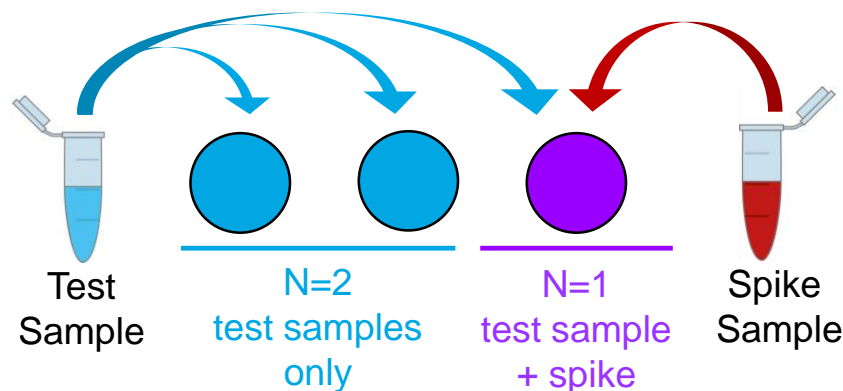 Test
Sample
N=2
test samples
only
N=1
test sample
+ spike
Spike
Sample